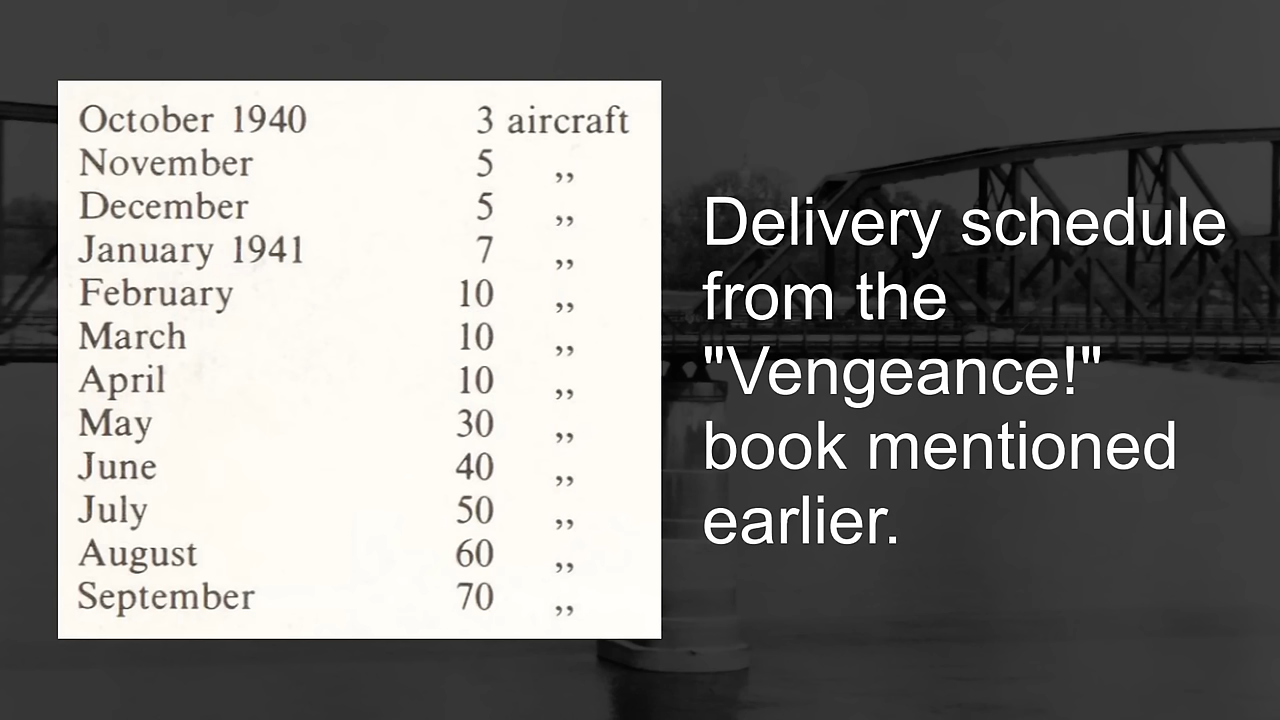 October 1940 3 aircraft
November 5 ,,
December 5 ,,
January 1941 7 ,,
February 10 ,,
March 10 ,,
April 10 ,,
May 30 ,,
June 40 ,,
July 50 ,,
August 60 ,,
September 70 ,,
Delivery schedule
from the
"Vengeance!"
book mentioned
earlier.